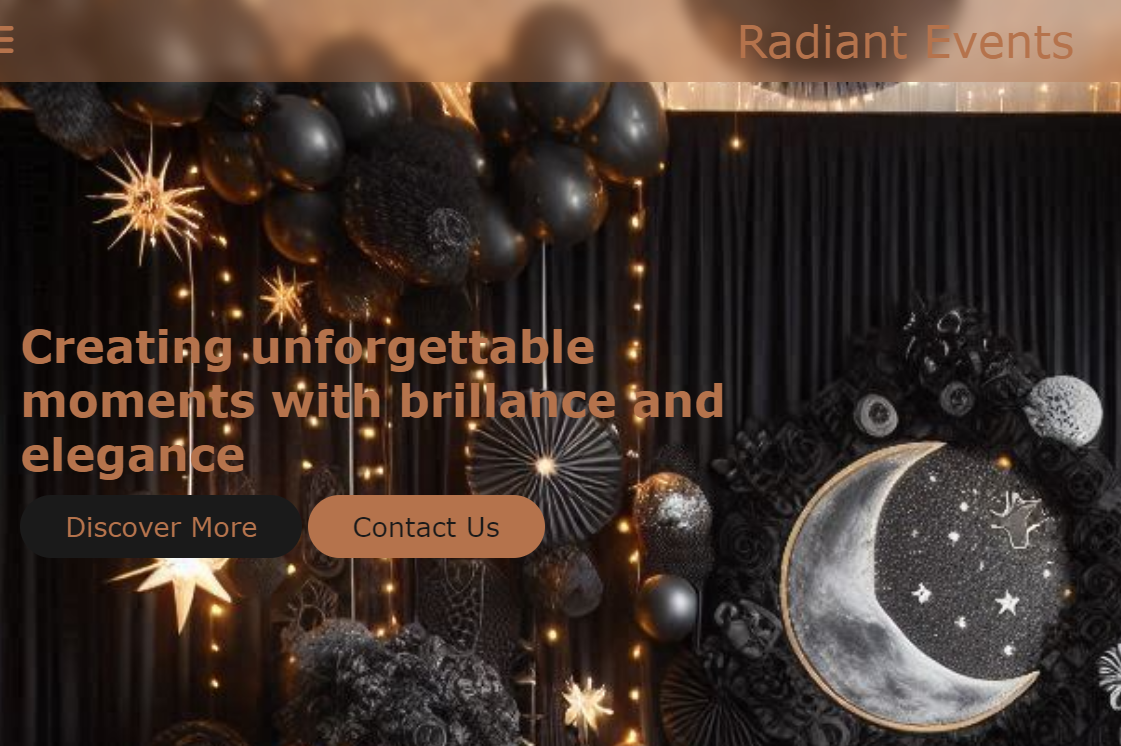 Radiant Events
Creating unforgettable
moments with brillance and
elegance
Discover More
Contact Us